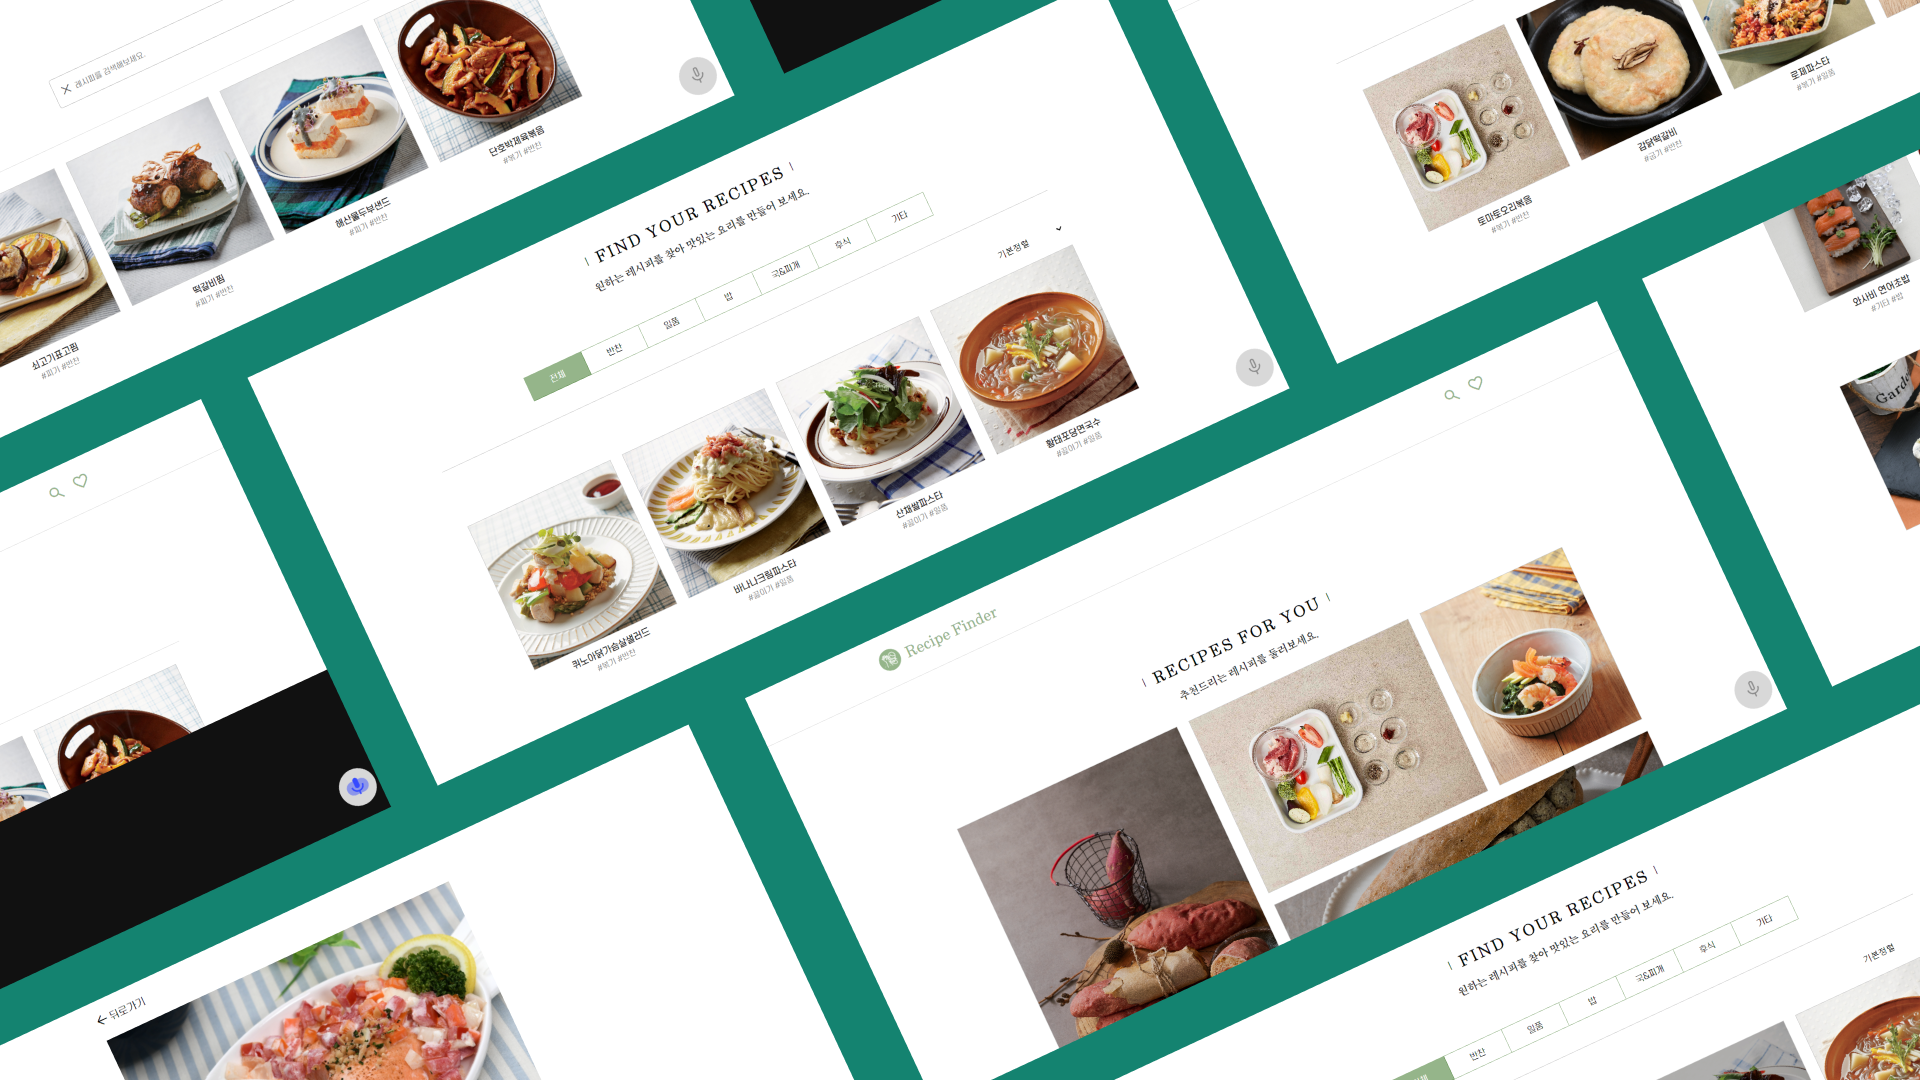 레시피를 검색해보세요.
쇠고기표고찜
#찌기 #반찬
떡갈비찜
#찌기 #반찬
해산물두부샌드
#찌기 #반찬
단호박제육볶음
#볶기 #반찬
| FIND YOUR RECIPES |
원하는 레시피를 찾아 맛있는 요리를 만들어 보세요.
전체
반찬
일품
밥
국&찌개
후식
기타
기본정렬
퀴노아닭가슴살샐러드
#볶기 #반찬
바나나크림파스타
#끓이기 #일품
산채쌀파스타
#끓이기 #일품
황태포당면국수
#끓이기 #일품
토마토오리볶음
#볶기 #반찬
감닭떡갈비
#굽기 #반찬
로제파스타
#볶기 #일품
와사비 연어초밥
#기타 #밥
Recipe Finder
| RECIPES FOR YOU |
추천드리는 레시피를 둘러보세요.
뒤로가기
| FIND YOUR RECIPES |
원하는 레시피를 찾아 맛있는 요리를 만들어 보세요.
반찬
일품
밥
국&찌개
후식
기타
기본정렬